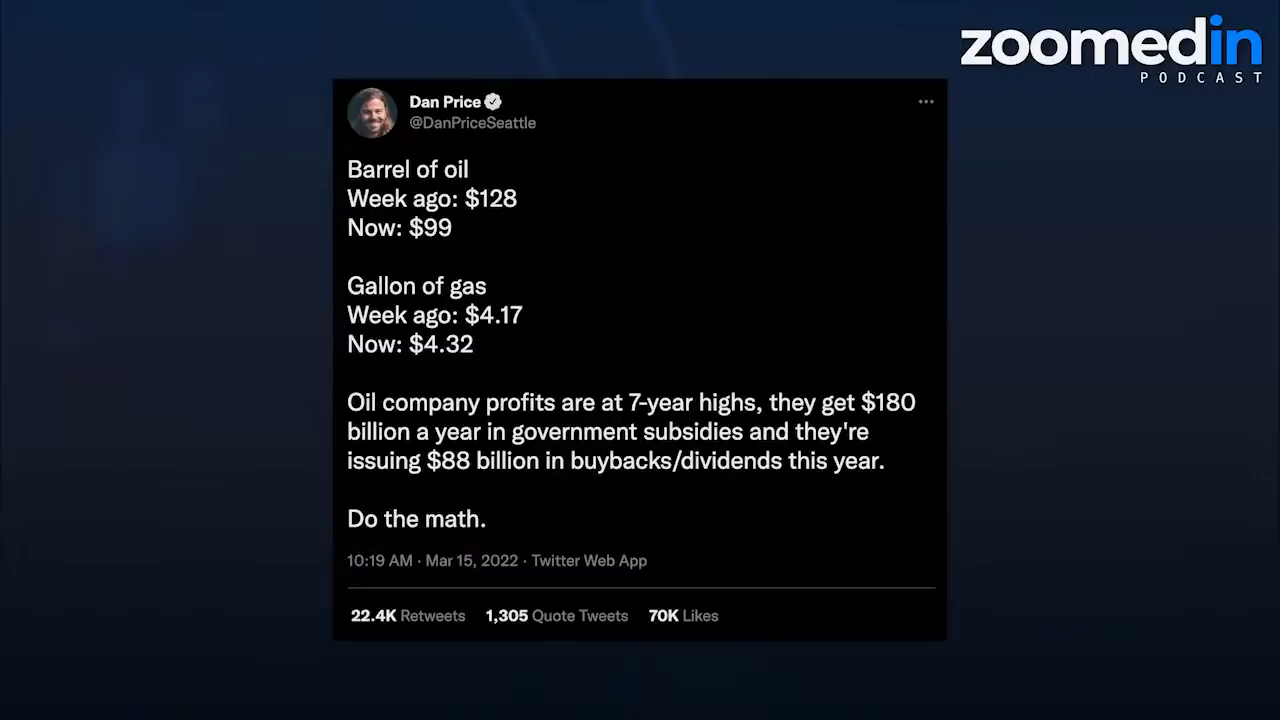 zoomedin
PODCAST
Dan Price
@DanPriceSeattle
Barrel of oil
Week ago: $128
Now: $99
Gallon of gas
Week ago: $4.17
Now: $4.32
Oil company profits are at 7-year highs, they get $180
billion a year in government subsidies and they're
issuing $88 billion in buybacks/dividends this year.
Do the math.
10:19 AM · Mar 15, 2022 · Twitter Web App
22.4K Retweets 1,305 Quote Tweets 70K Likes